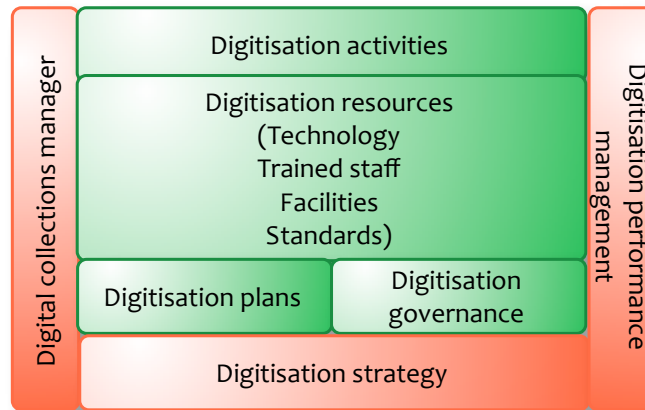 Digital collections manager
Digitisation activities
Digitisation resources
(Technology
Trained staff
Facilities
Standards)
Digitisation plans
Digitisation
governance
Digitisation strategy
Digitisation performance
management